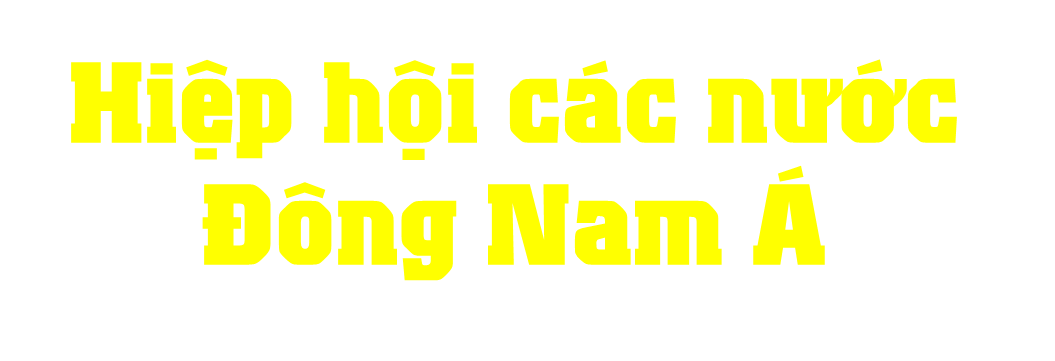 Hiệp hội các nước
Đông Nam Á